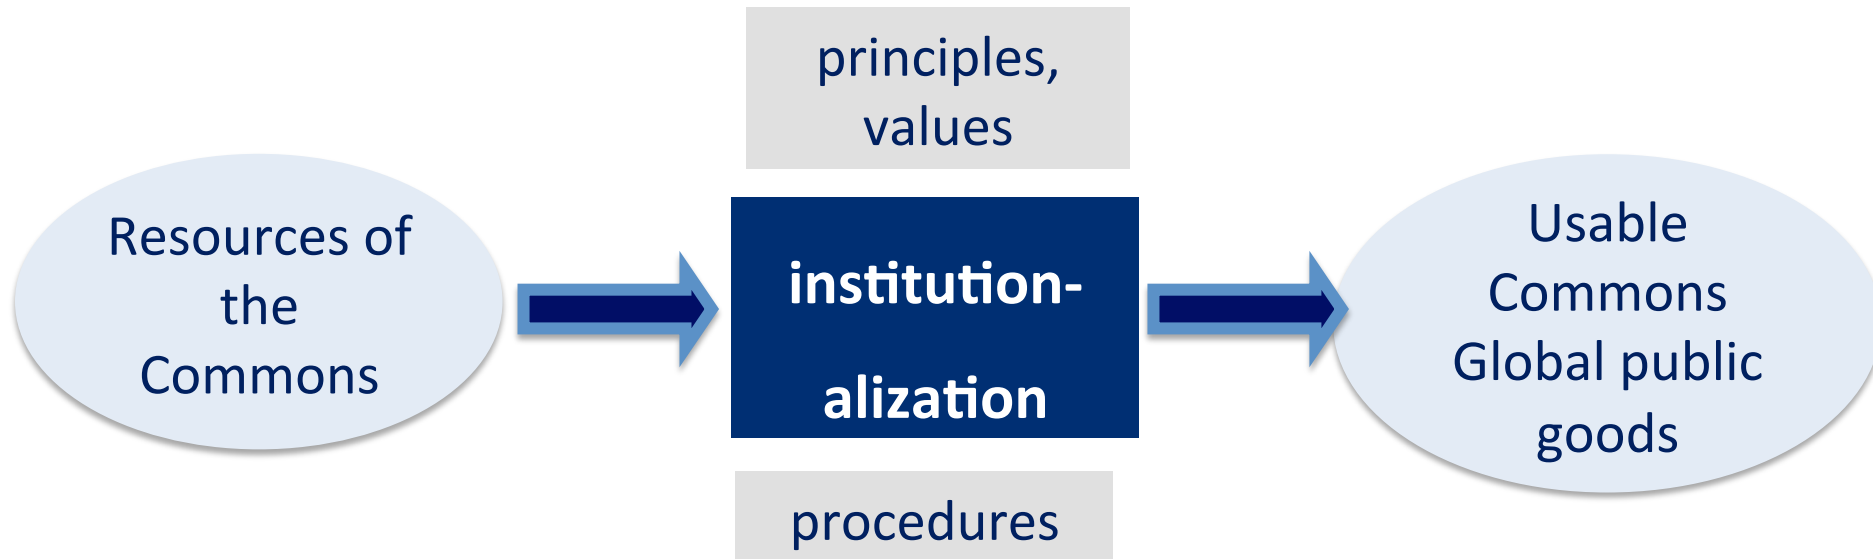 principles,
values
Resources of
the
Commons
institution-
alization
Usable
Commons
Global public
goods
procedures